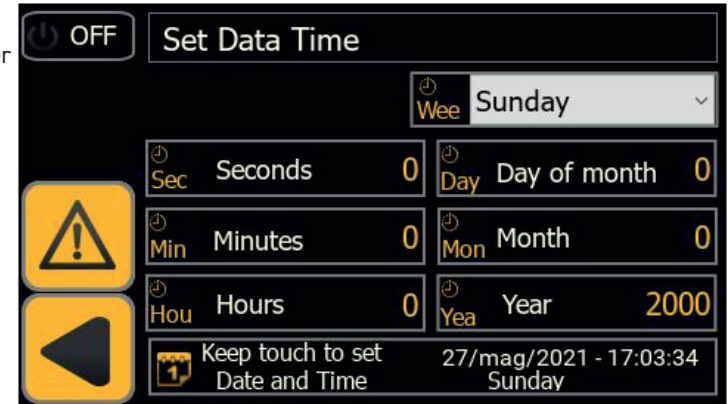 r
OFF
Set Data Time
Wee Sunday
Sec Seconds 0
Day Day of month 0
Min Minutes 0
Mon Month 0
Hou Hours 0
Yea Year 2000
1
Keep touch to set
Date and Time
27/mag/2021 - 17:03:34
Sunday